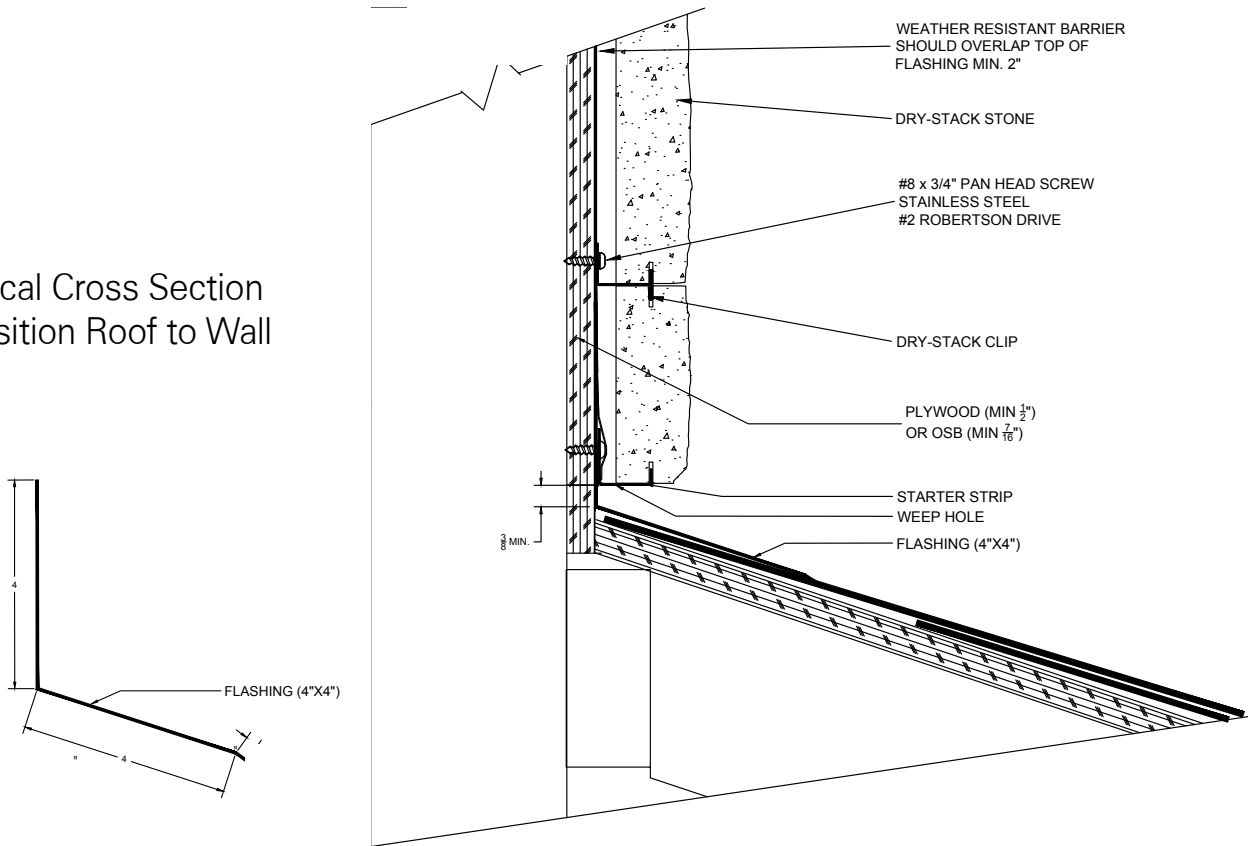 WEATHER RESISTANT BARRIER
SHOULD OVERLAP TOP OF
FLASHING MIN. 2"
DRY-STACK STONE
#8 x 3/4" PAN HEAD SCREW
STAINLESS STEEL
#2 ROBERTSON DRIVE
cal Cross Section
sition Roof to Wall
DRY-STACK CLIP
PLYWOOD (MIN 1/2")
OR OSB (MIN 7/16")
STARTER STRIP
WEEP HOLE
3/8 MIN.
FLASHING (4"X4")
4
FLASHING (4"X4")
" 4